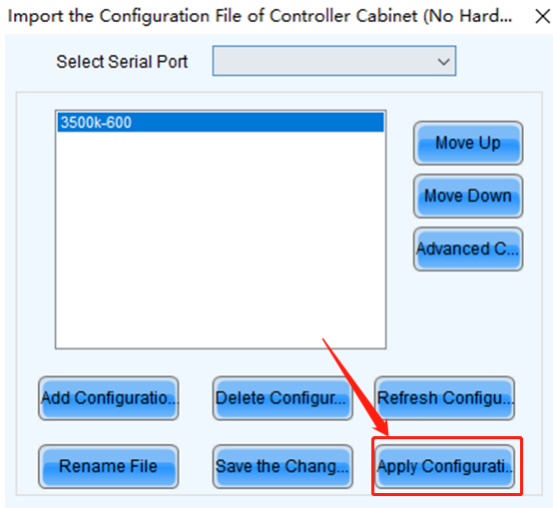 Import the Configuration File of Controller Cabinet (No Hard...
Select Serial Port
3500k-600
Move Up
Move Down
Advanced C...
Add Configuratio...
Delete Configur...
Refresh Configu...
Rename File
Save the Chang...
Apply Configurati...